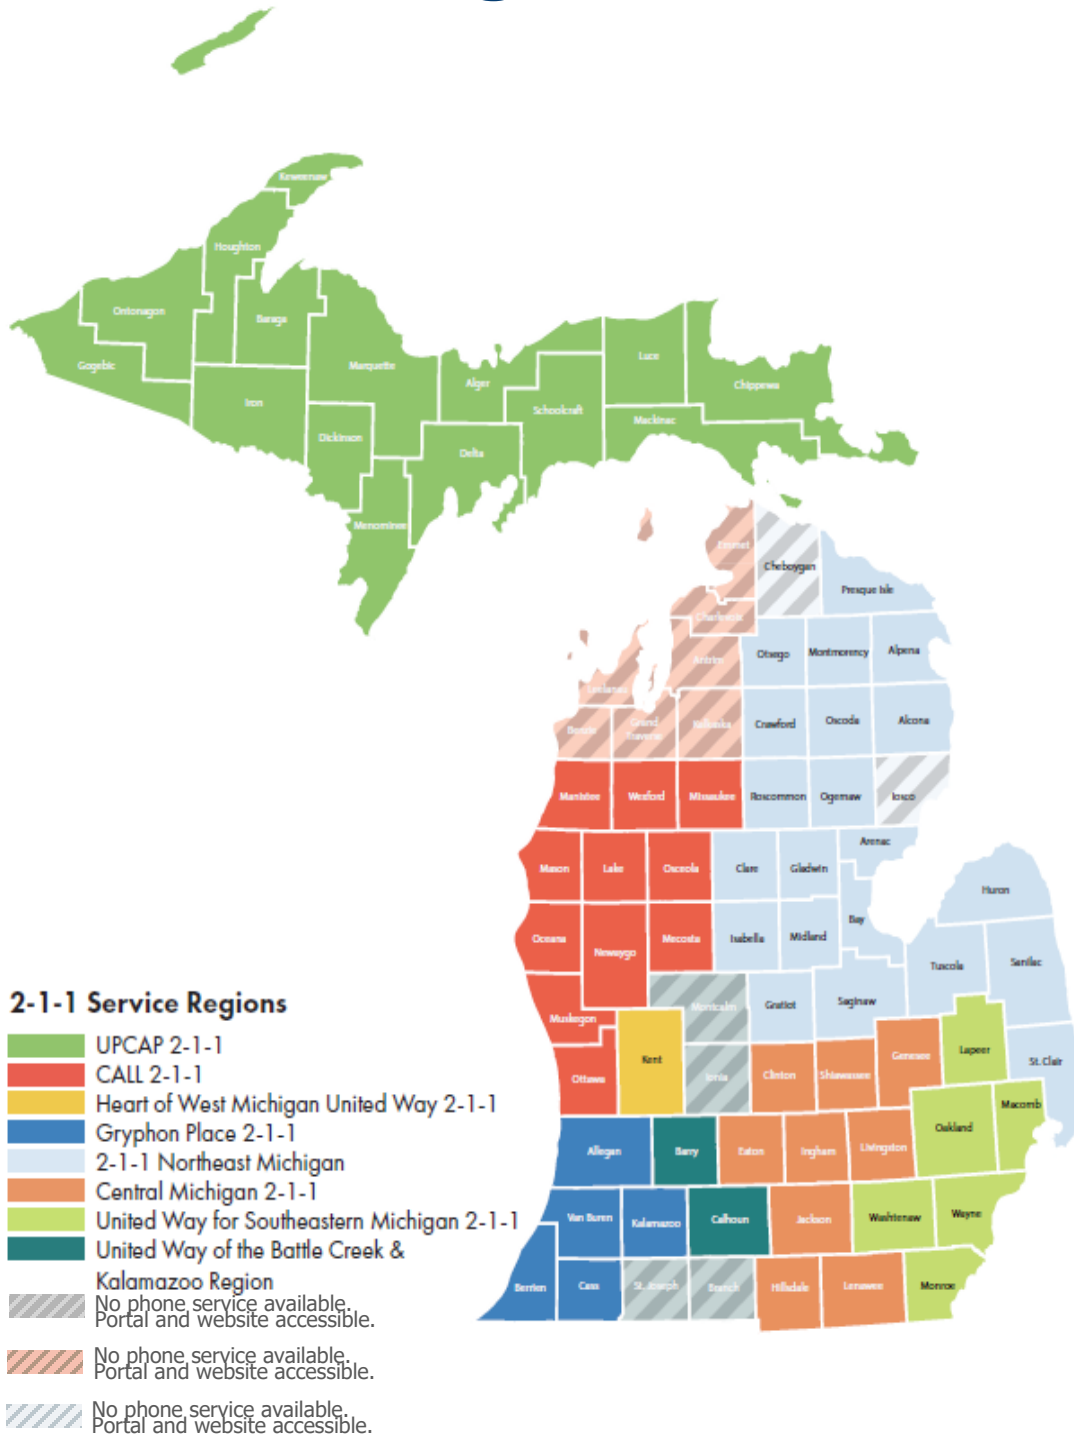 Keweenaw
Houghton
Ontonagon
Baraga
Gogebic
Marquette
Luce
Alger
Chippewa
Iron
Schoolcraft
Mackinac
Dickinson
Delta
Menominee
Emmet
Cheboygan
Presque Isle
Charlevoix
Antrim
Otsego
Montmorency
Alpena
Leelanau
Benzie
Grand
Traverse
Kalkaska
Crawford
Oscoda
Alcona
Manistee
Wexford
Missaukee
Roscommon
Ogemaw
Iosco
Arenac
Mason
Lake
Osceola
Clare
Gladwin
Huron
Bay
Oceana
Newaygo
Mecosta
Isabella
Midland
Tuscola
Sanilac
Muskegon
Montcalm
Gratiot
Saginaw
Ottawa
Kent
Ionia
Clinton
Shiawassee
Genesee
Lapeer
St. Clair
Macomb
Oakland
Allegan
Barry
Eaton
Ingham
Livingston
Van Buren
Kalamazoo
Calhoun
Jackson
Washtenaw
Wayne
Berrien
Cass
St. Joseph
Branch
Hillsdale
Lenawee
Monroe
2-1-1 Service Regions
UPCAP 2-1-1
CALL 2-1-1
Heart of West Michigan United Way 2-1-1
Gryphon Place 2-1-1
2-1-1 Northeast Michigan
Central Michigan 2-1-1
United Way for Southeastern Michigan 2-1-1
United Way of the Battle Creek &
Kalamazoo Region
No phone service available.
Portal and website accessible.
No phone service available.
Portal and website accessible.
No phone service available.
Portal and website accessible.